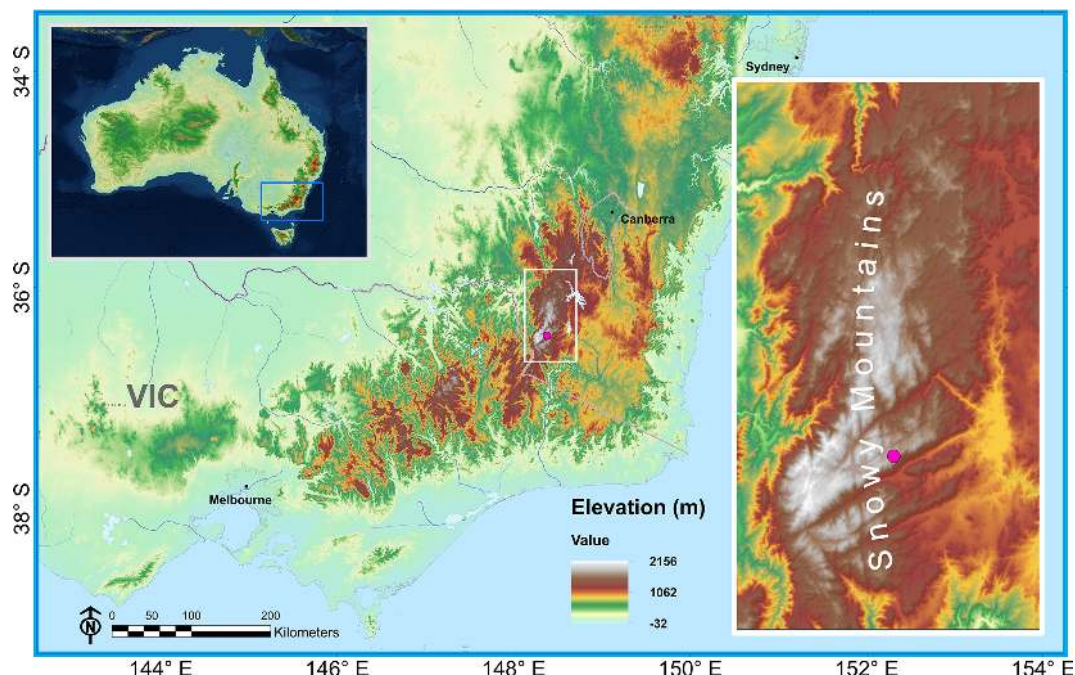 34° S
36° S
38° S
Sydney
Canberra
VIC
Melbourne
Snowy Mountains
Elevation (m)
Value
2156
1062
-32
N
0 50 100 200
Kilometers
144° E 146° E 148° E 150° E 152° E 154° E